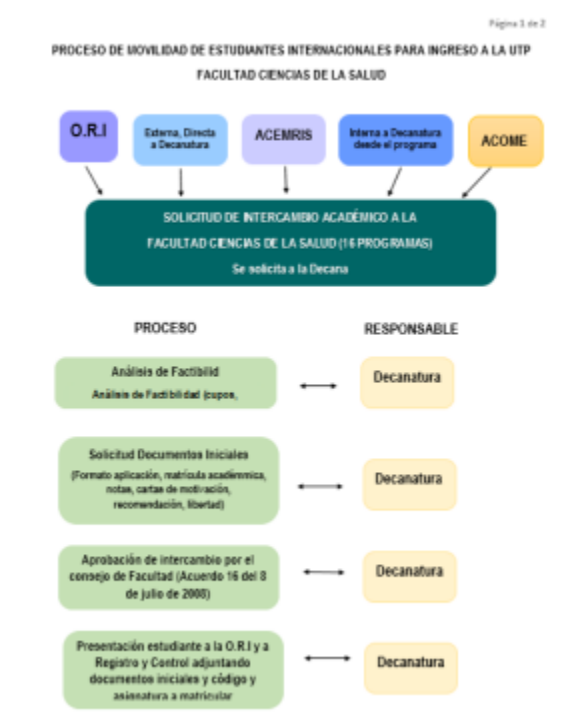 Página 1 de 2
PROCESO DE MOVILIDAD DE ESTUDIANTES INTERNACIONALES PARA INGRESO A LA UTP
FACULTAD CIENCIAS DE LA SALUD
O.R.I
Externa, Directa
a Decanatura
ACEMRIS
Interna a Decanatura
desde el programa
ACOME
SOLICITUD DE INTERCAMBIO ACADÉMICO A LA
FACULTAD CIENCIAS DE LA SALUD (16 PROGRAMAS)
Se solicita a la Decana
PROCESO
RESPONSABLE
Análisis de Factibilid
Análisis de Factibilidad (cupos,
Decanatura
Solicitud Documentos Iniciales
(Formato aplicación, matrícula académmica,
notas, cartas de motivación,
recomendación, libertad)
Decanatura
Aprobación de intercambio por el
consejo de Facultad (Acuerdo 16 del 8
de julio de 2008)
Decanatura
Presentación estudiante a la O.R.I y a
Registro y Control adjuntando
documentos iniciales y código y
asignatura a matricular
Decanatura